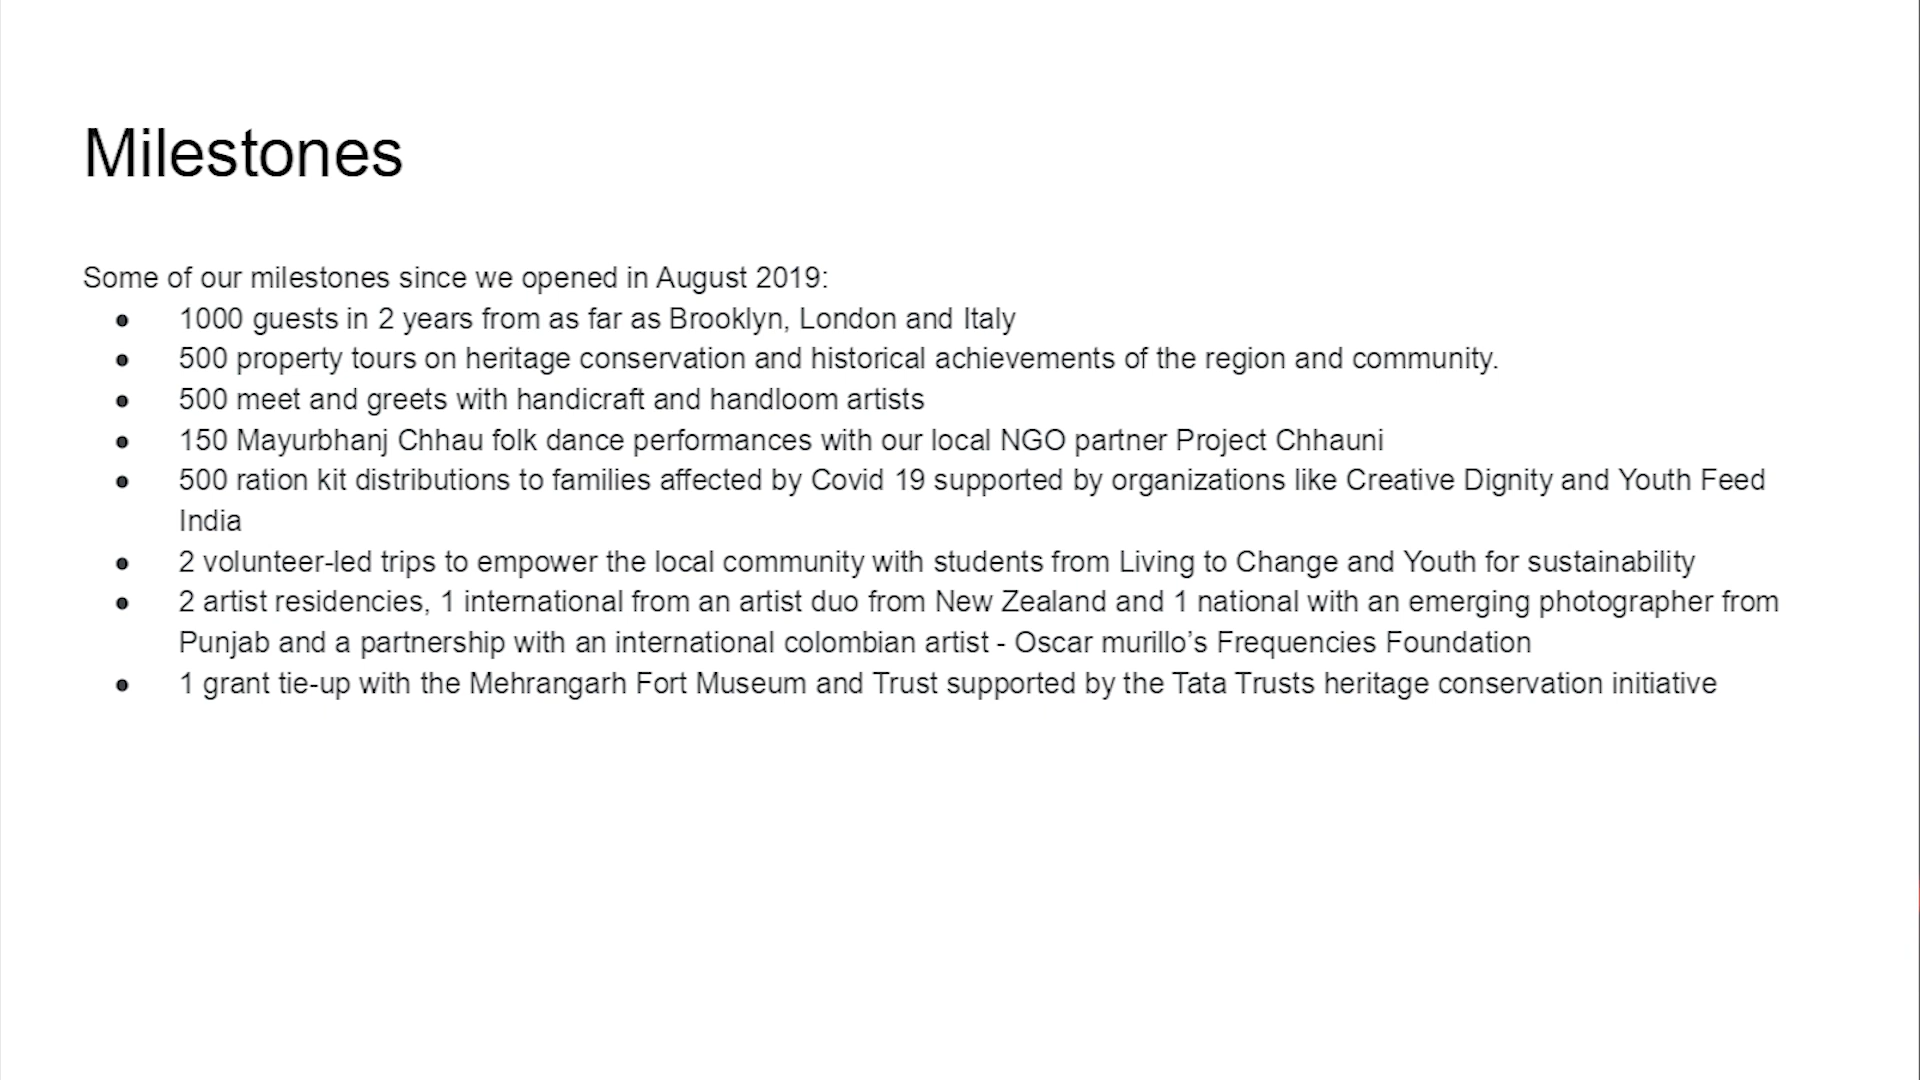 Milestones
Some of our milestones since we opened in August 2019:
● 1000 guests in 2 years from as far as Brooklyn, London and Italy
● 500 property tours on heritage conservation and historical achievements of the region and community.
● 500 meet and greets with handicraft and handloom artists
● 150 Mayurbhanj Chhau folk dance performances with our local NGO partner Project Chhauni
● 500 ration kit distributions to families affected by Covid 19 supported by organizations like Creative Dignity and Youth Feed
India
● 2 volunteer-led trips to empower the local community with students from Living to Change and Youth for sustainability
● 2 artist residencies, 1 international from an artist duo from New Zealand and 1 national with an emerging photographer from
Punjab and a partnership with an international colombian artist - Oscar murillo’s Frequencies Foundation
● 1 grant tie-up with the Mehrangarh Fort Museum and Trust supported by the Tata Trusts heritage conservation initiative